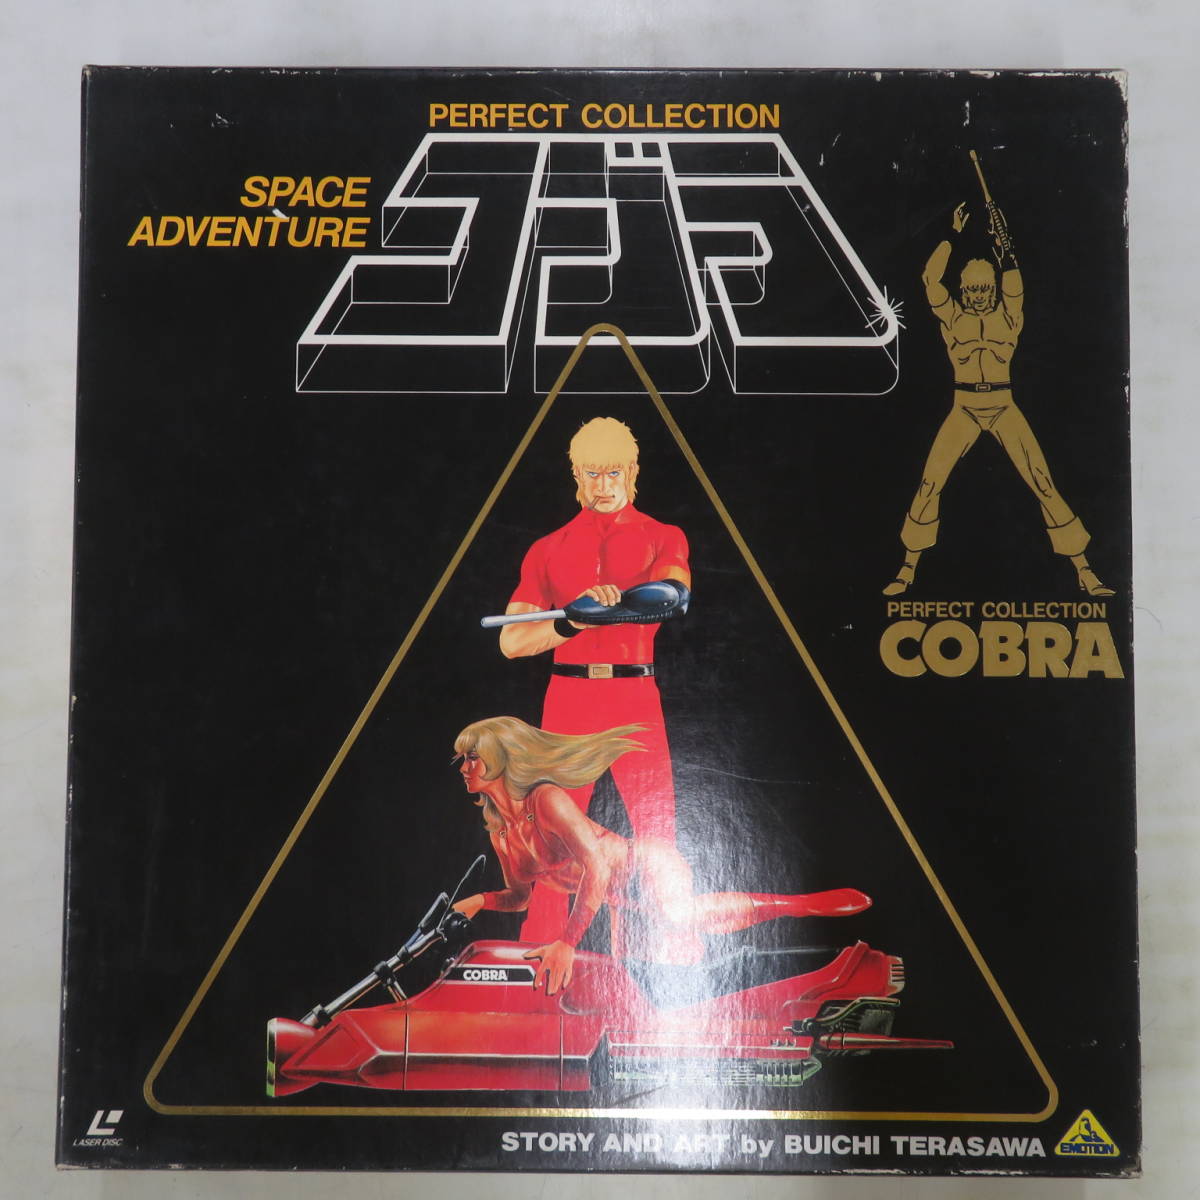 PERFECT COLLECTION
SPACE
ADVENTURE
コブラ
PERFECT COLLECTION
COBRA
COBRA
LASER DISC
STORY AND ART by BUICHI TERASAWA
EMOTION